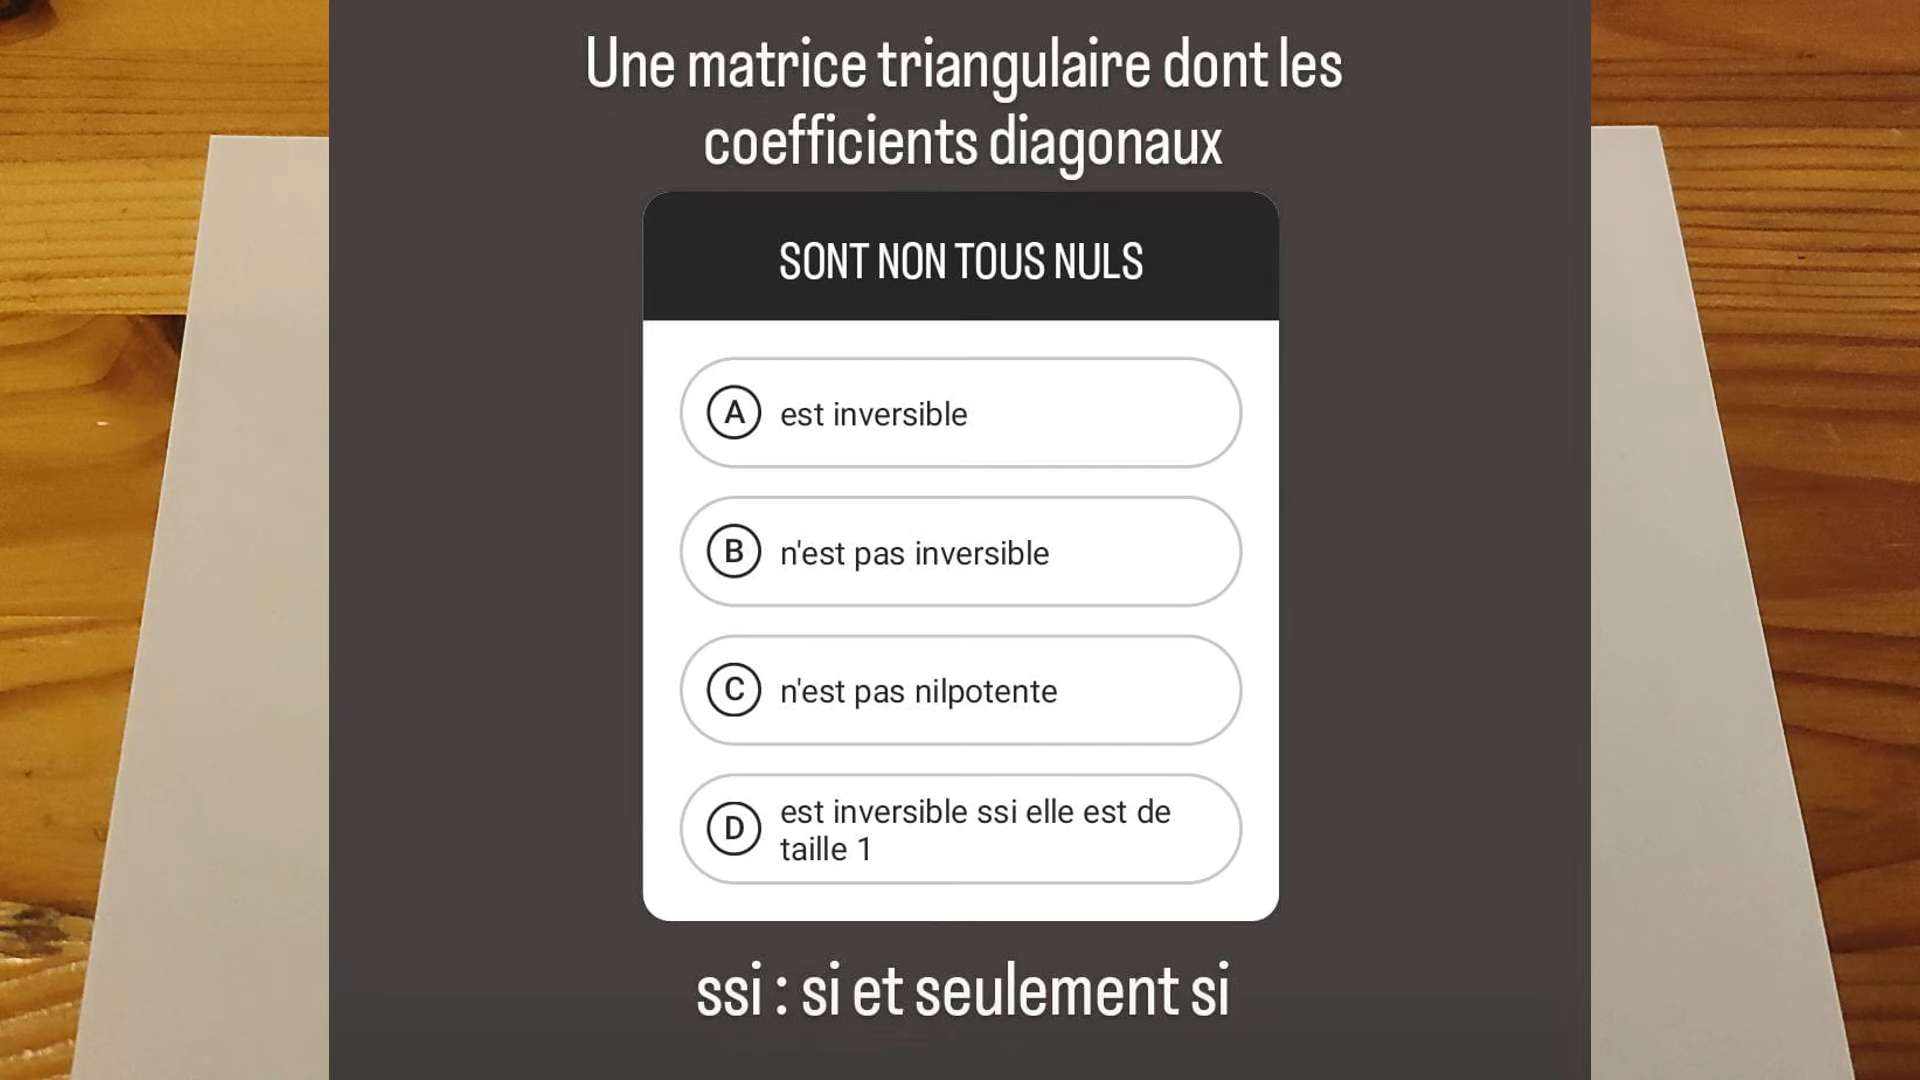 Une matrice triangulaire dont les
coefficients diagonaux
SONT NON TOUS NULS
A est inversible
B n'est pas inversible
C n'est pas nilpotente
D est inversible ssi elle est de
taille 1
ssi : si et seulement si